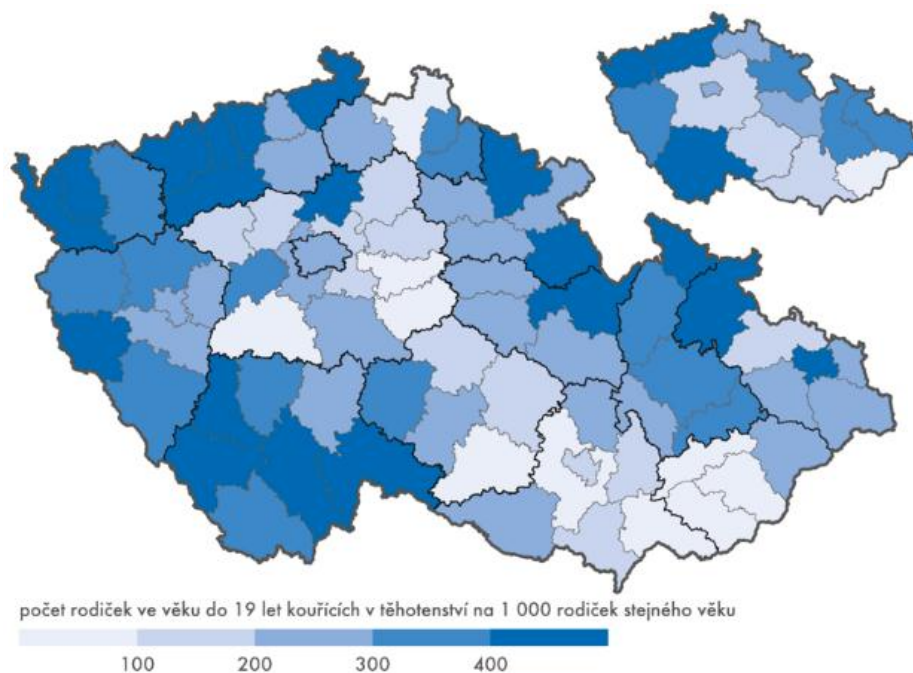 počet rodiček ve věku do 19 let kouřících v těhotenství na 1 000 rodiček stejného věku
100 200 300 400